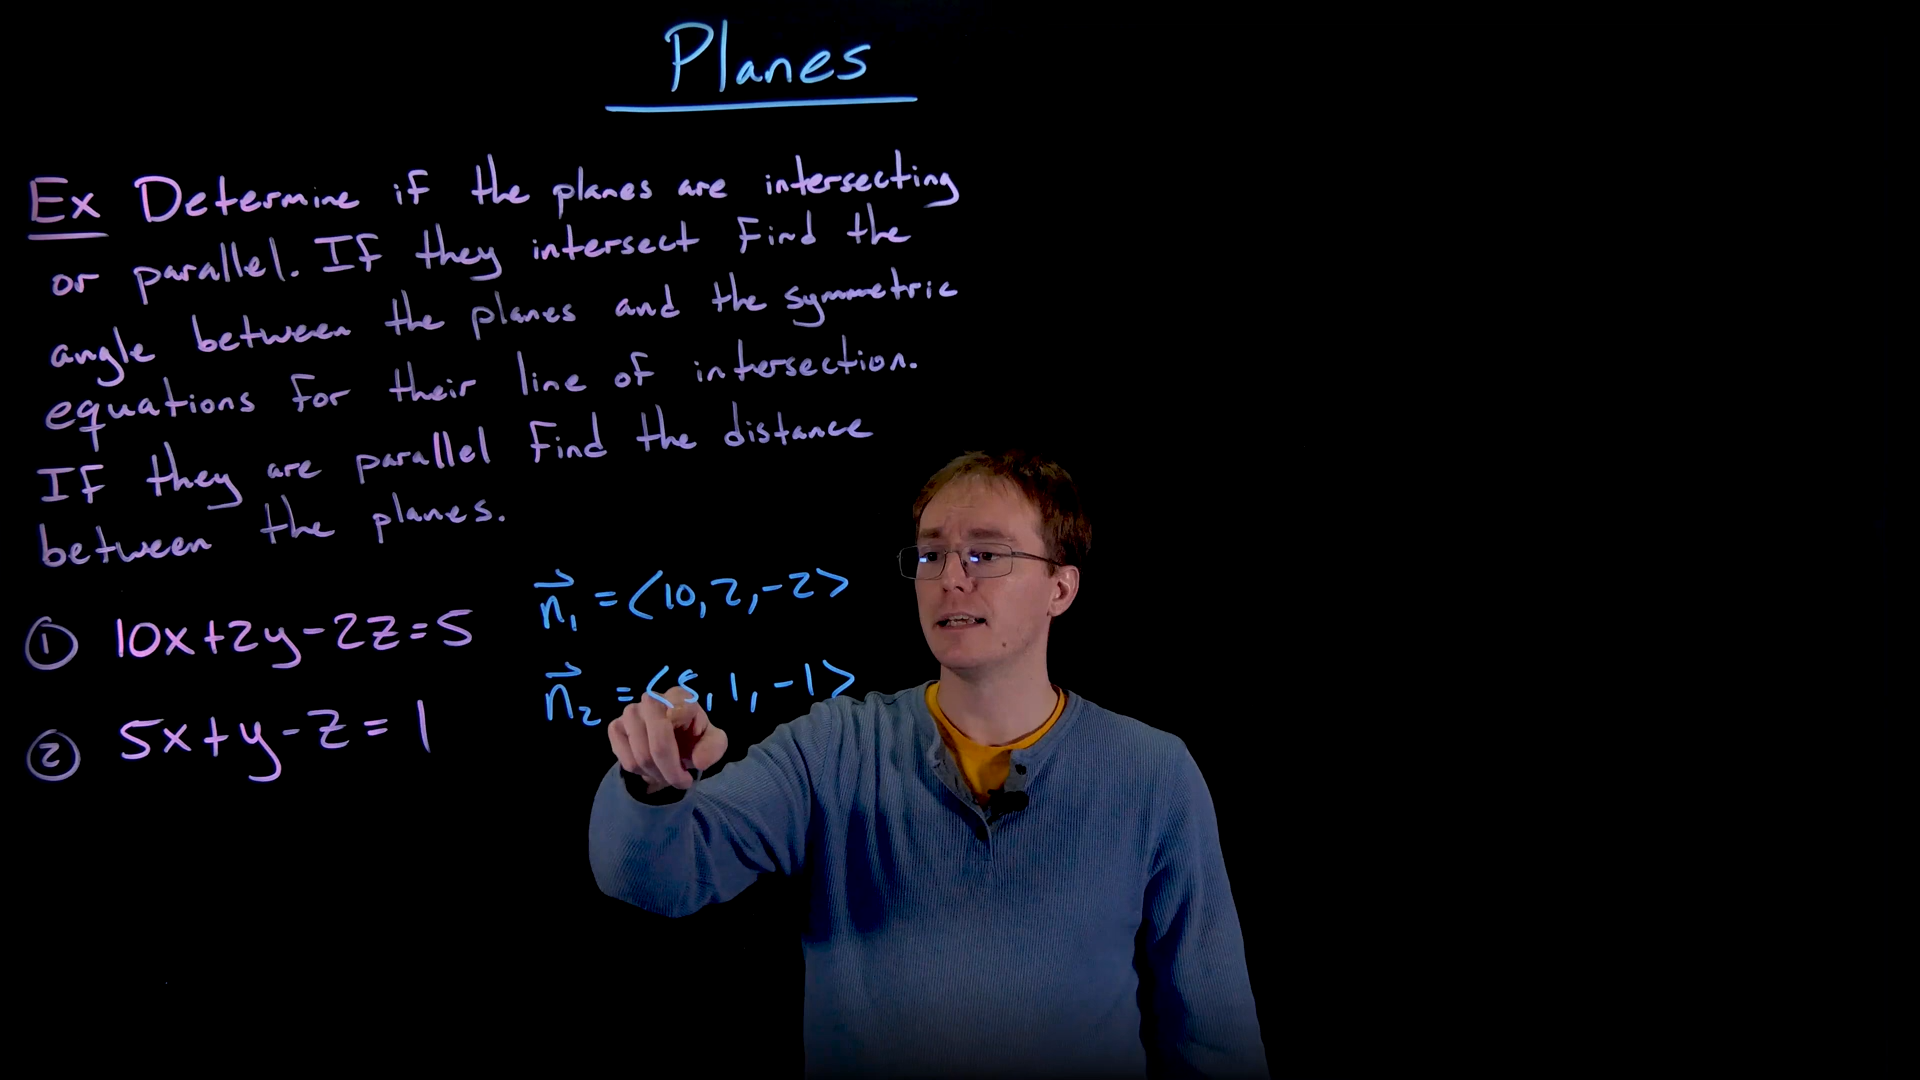 Planes
Ex Determine if the planes are intersecting
or parallel. If they intersect find the
angle between the planes and the symmetric
equations for their line of intersection.
If they are parallel find the distance
between the planes.
① 10x+2y-2z=5
n⃗₁ = ⟨10, 2, -2⟩
② 5x+y-z=1
n⃗₂ = ⟨5, 1, -1⟩